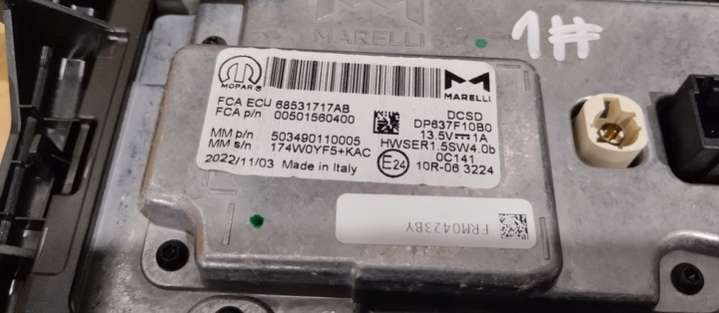 MARELLI
1#
MOPAR®
MARELLI
FCA ECU 68531717AB
FCA p/n 00501560400
MM p/n 503490110005
MM s/n 174W0YF5+KAC
2022/11/03 Made in Italy
DCSD
DP637F10B0
13.5V⎓1A
HWSER1.5SW4.0b
E24
0C141
10R-06 3224
FRM0423BY